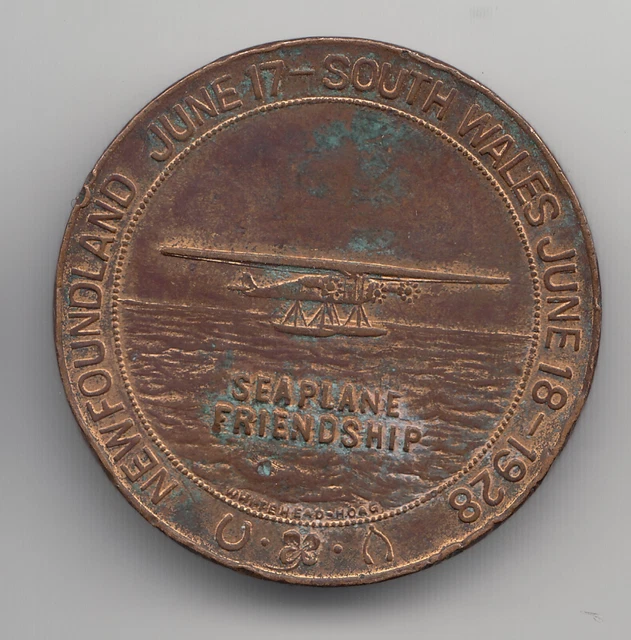 NEWFOUNDLAND JUNE 17 - SOUTH WALES JUNE 18 - 1928
SEAPLANE
FRIENDSHIP
WHITEHEAD-HOAG